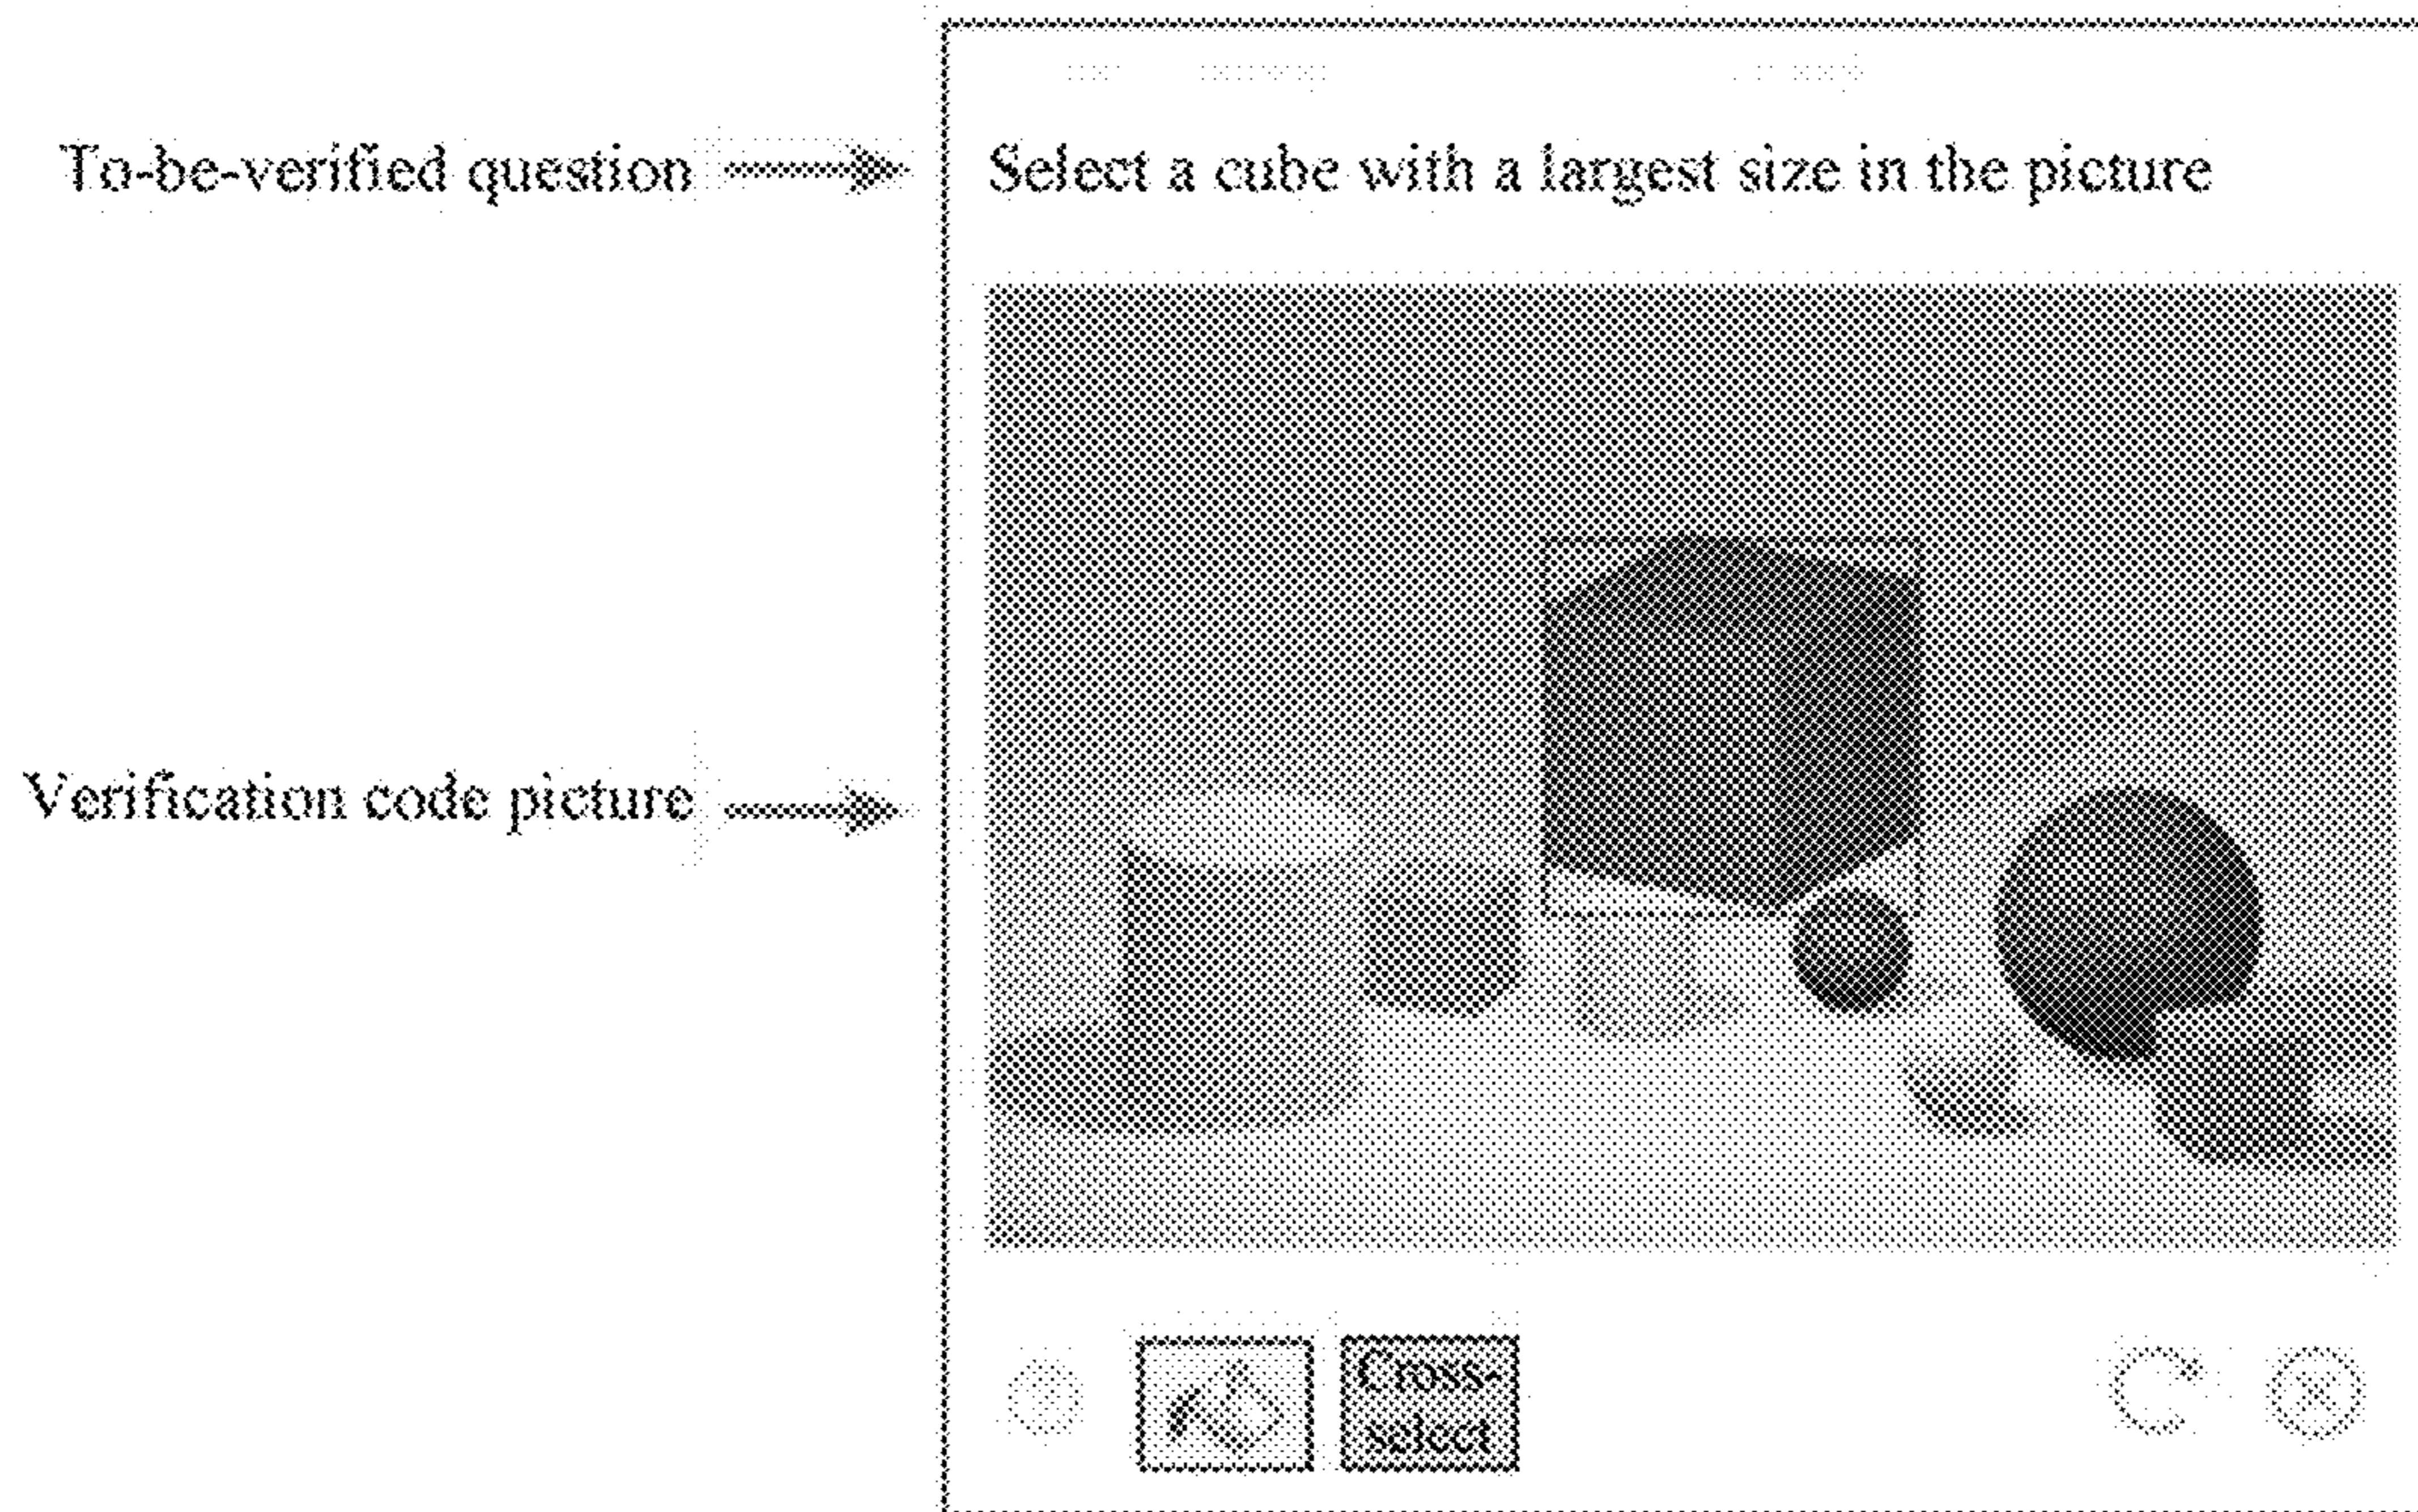 To-be-verified question
Select a cube with a largest size in the picture
Verification code picture
Cross-
select